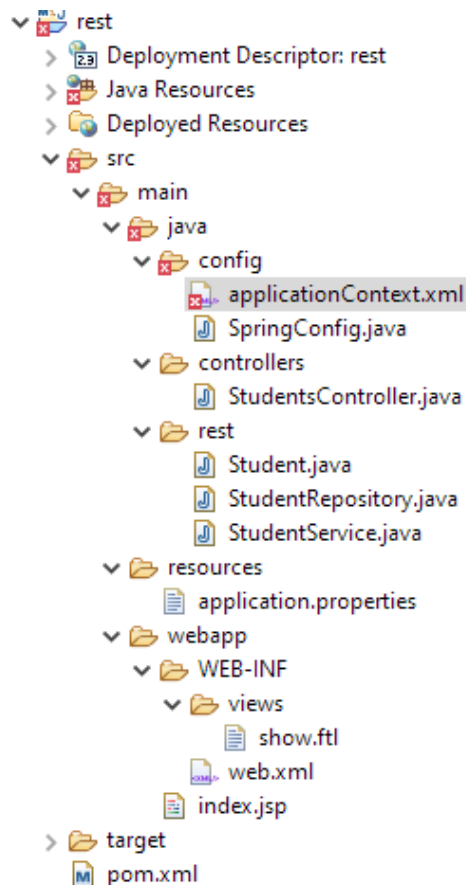 rest
Deployment Descriptor: rest
Java Resources
Deployed Resources
src
main
java
config
applicationContext.xml
SpringConfig.java
controllers
StudentsController.java
rest
Student.java
StudentRepository.java
StudentService.java
resources
application.properties
webapp
WEB-INF
views
show.ftl
web.xml
index.jsp
target
pom.xml